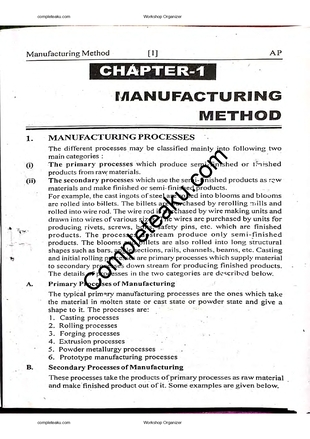 completeaku.com Workshop Organizer
Manufacturing Method [1] AP
CHAPTER-1
MANUFACTURING
METHOD
1. MANUFACTURING PROCESSES
The different processes may be classified mainly into following two
main categories :
(i) The primary processes which produce semi-finished or finished
products from raw materials.
(ii) The secondary processes which use the semi-finished products as raw
materials and make finished or semi-finished products.
For example, the cast ingots of steel rolled into blooms and blooms
are rolled into billets. The billets are purchased by rerolling mills and
rolled into wire rod. The wire rod is purchased by wire making units and
drawn into wires of various sizes. The wires are purchased by units for
producing rivets, screws, safety pins, etc. which are finished
products. The processes stream produce only semi-finished
products. The blooms or billets are also rolled into long structural
shapes such as bars, sections, rails, channels, beams, etc. Casting
and initial rolling processes are primary processes which supply material
to secondary processes down stream for producing finished products.
The details of processes in the two categories are described below.
A. Primary Processes of Manufacturing
The typical primary manufacturing processes are the ones which take
the material in molten state or cast state or powder state and give a
shape to it. The processes are:
1. Casting processes
2. Rolling processes
3. Forging processes
4. Extrusion processes
5. Powder metallurgy processes
6. Prototype manufacturing processes
B. Secondary Processes of Manufacturing
These processes take the products of primary processes as raw material
and make finished product out of it. Some examples are given below.
Completeaku.com
completeaku.com Workshop Organizer